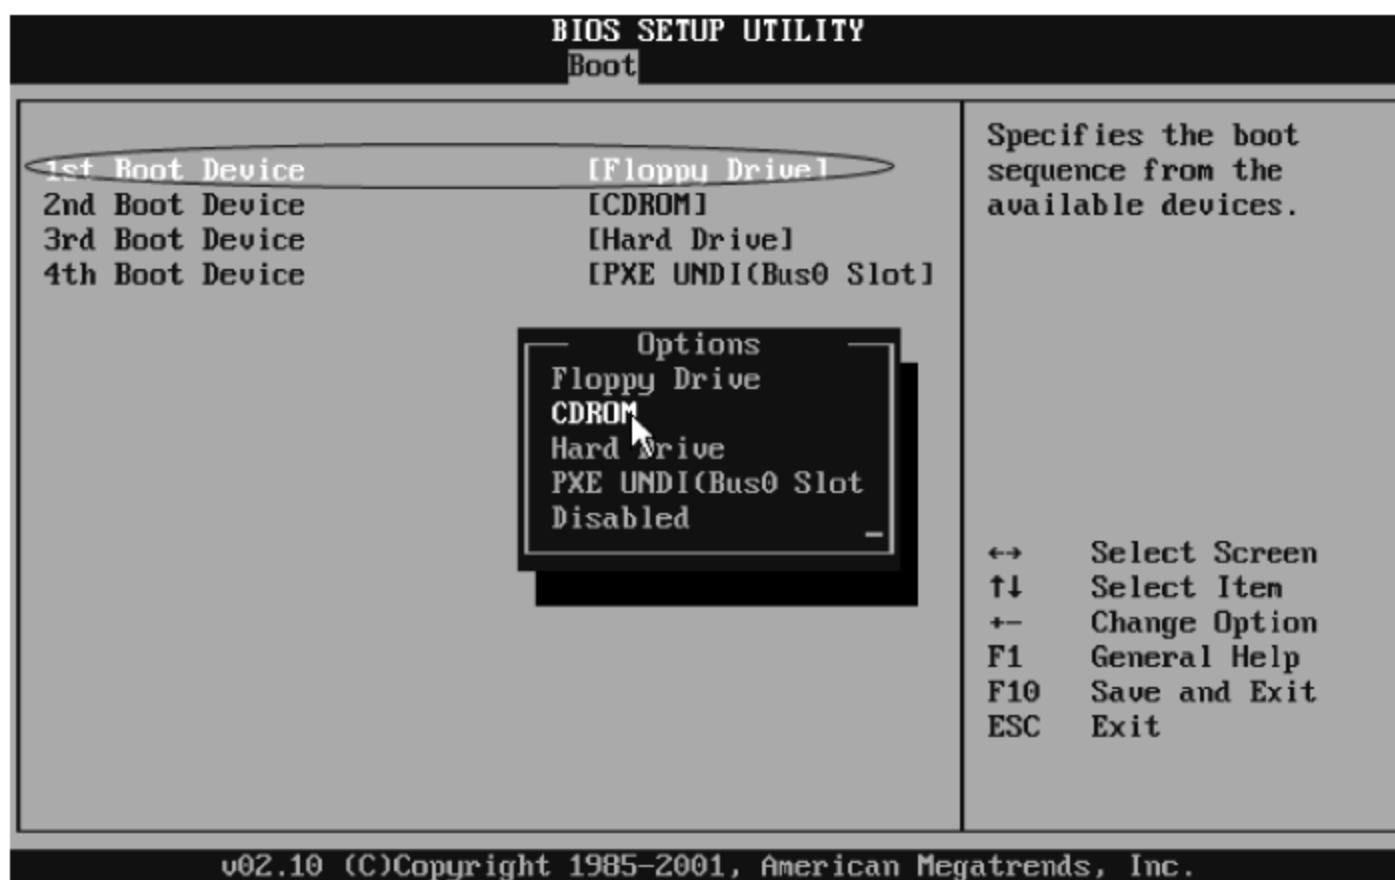 BIOS SETUP UTILITY
Boot
1st Boot Device [Floppy Drive]
2nd Boot Device [CDROM]
3rd Boot Device [Hard Drive]
4th Boot Device [PXE UNDI(Bus0 Slot]
Options
Floppy Drive
CDROM
Hard Drive
PXE UNDI(Bus0 Slot
Disabled
Specifies the boot
sequence from the
available devices.
←→ Select Screen
↑↓ Select Item
+- Change Option
F1 General Help
F10 Save and Exit
ESC Exit
v02.10 (C)Copyright 1985-2001, American Megatrends, Inc.